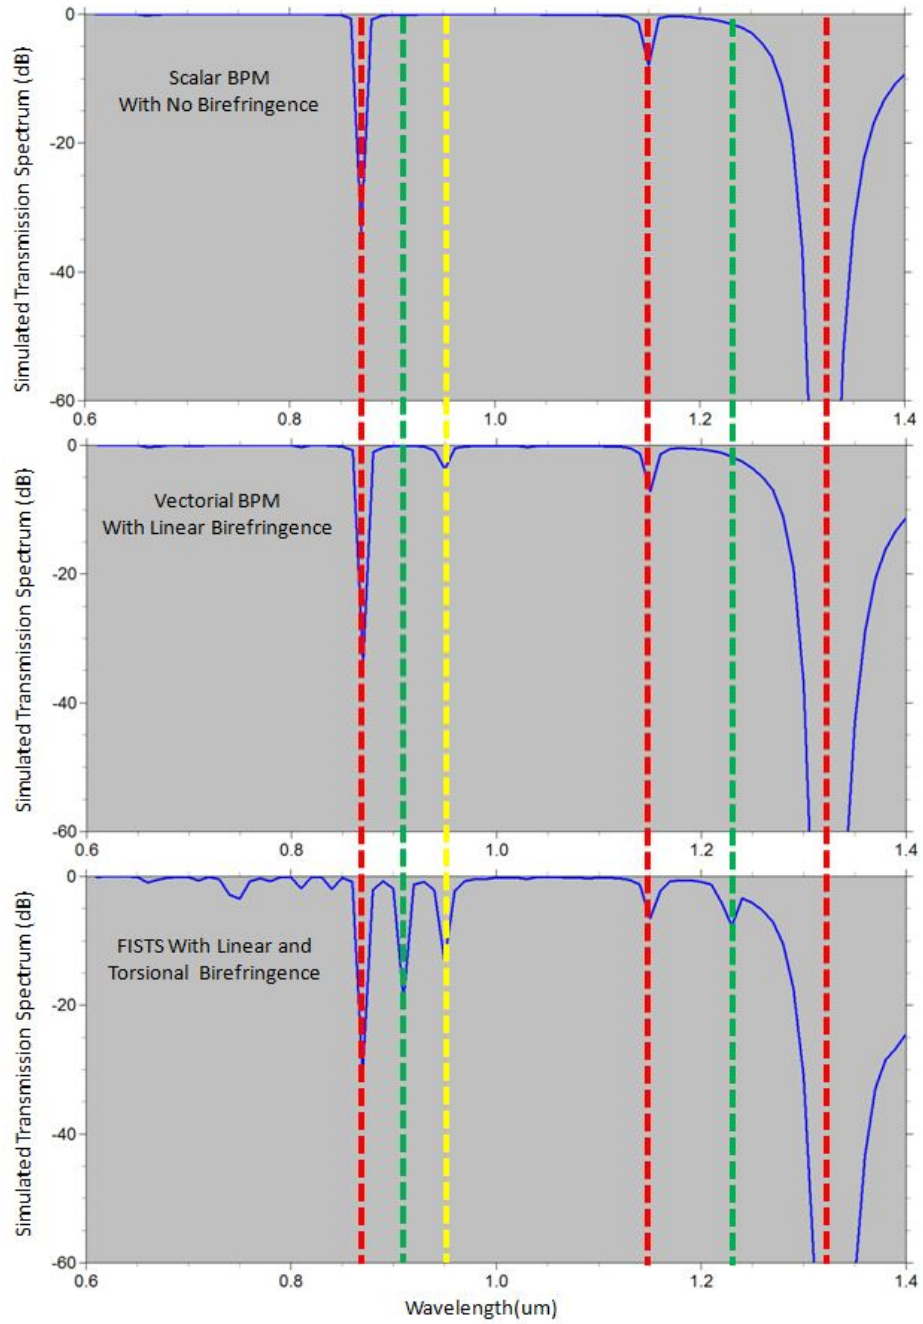 Simulated Transmission Spectrum (dB)
0
-20
-40
-60
Scalar BPM
With No Birefringence
0.6
0.8
1.0
1.2
1.4
Simulated Transmission Spectrum (dB)
0
-20
-40
-60
Vectorial BPM
With Linear Birefringence
0.6
0.8
1.0
1.2
1.4
Simulated Transmission Spectrum (dB)
0
-20
-40
-60
FISTS With Linear and
Torsional Birefringence
0.6
0.8
1.0
1.2
1.4
Wavelength(um)